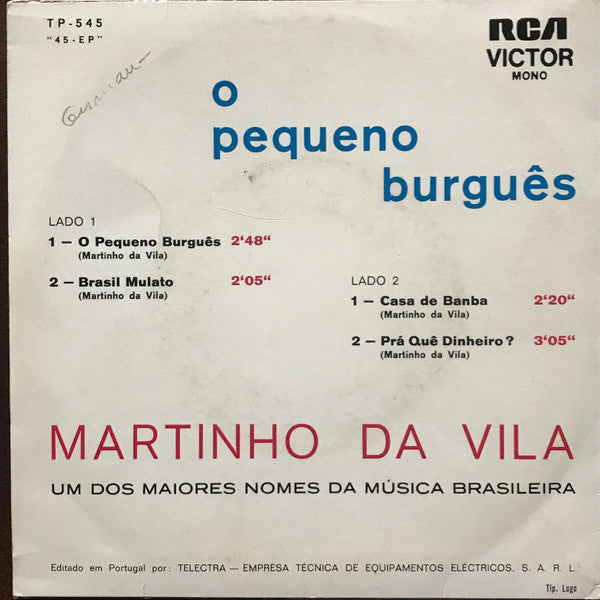 TP-545
"45-EP"
RCA
VICTOR
MONO
o
pequeno
burguês
LADO 1
1 — O Pequeno Burguês 2'48"
(Martinho da Vila)
2 — Brasil Mulato 2'05"
(Martinho da Vila)
LADO 2
1 — Casa de Banba 2'20"
(Martinho da Vila)
2 — Prá Quê Dinheiro? 3'05"
(Martinho da Vila)
MARTINHO DA VILA
UM DOS MAIORES NOMES DA MÚSICA BRASILEIRA
Editado em Portugal por: TELECTRA — EMPRESA TÉCNICA DE EQUIPAMENTOS ELÉCTRICOS, S. A. R. L.
Tip. Lugo